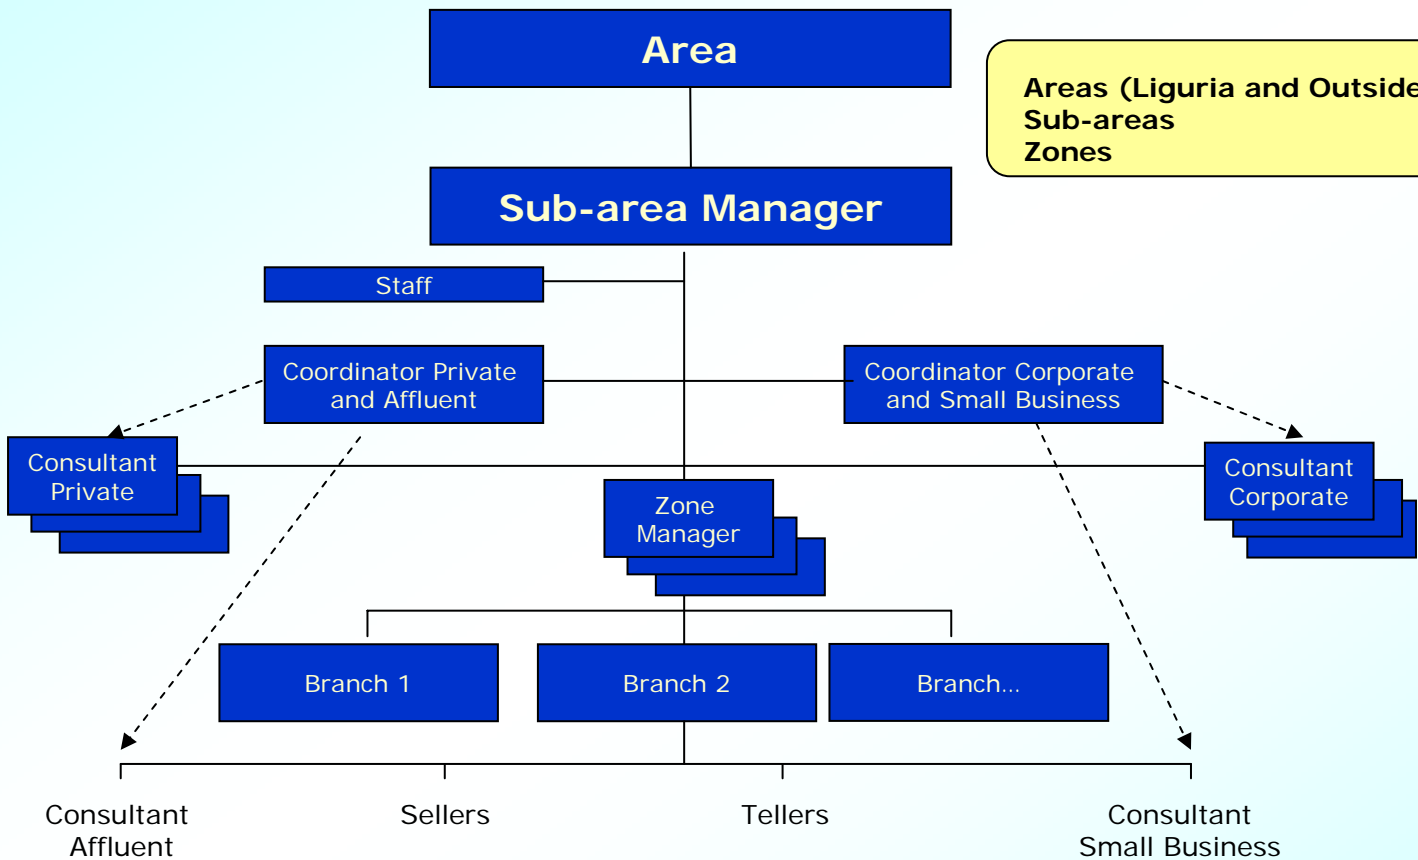 Area
Areas (Liguria and Outside
Sub-areas
Zones
Sub-area Manager
Staff
Coordinator Private
and Affluent
Coordinator Corporate
and Small Business
Consultant
Private
Zone
Manager
Consultant
Corporate
Branch 1
Branch 2
Branch...
Consultant
Affluent
Sellers
Tellers
Consultant
Small Business